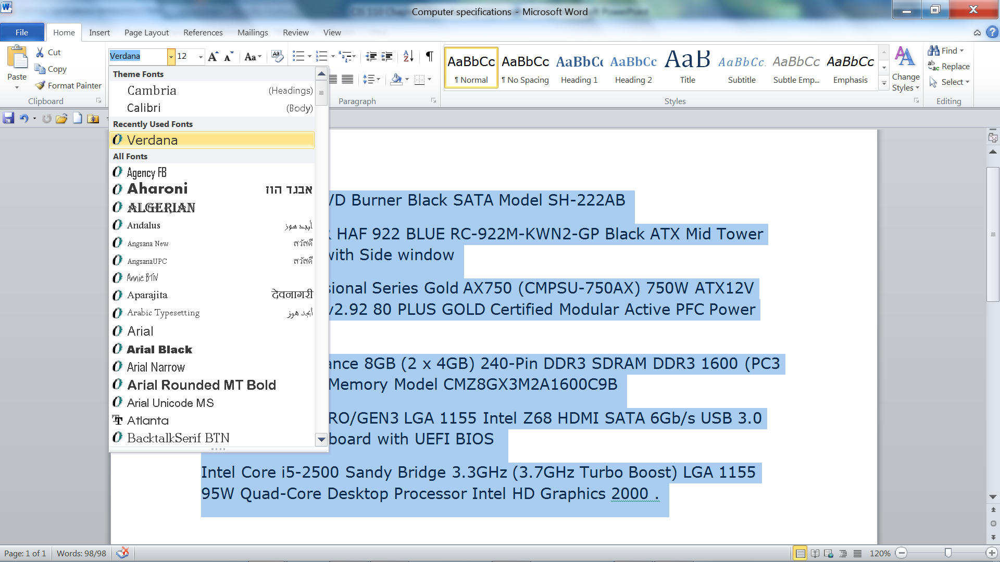 Computer specifications - Microsoft Word
File Home Insert Page Layout References Mailings Review View
Paste
Cut
Copy
Format Painter
Clipboard
Verdana 12
Aa
Paragraph
AaBbCc AaBbCc AaBbCc AaBbCc AaB AaBbCc. AaBbCc AaBbCc
¶ Normal ¶ No Spacing Heading 1 Heading 2 Title Subtitle Subtle Emp... Emphasis
Change
Styles
Styles
Find
Replace
Select
Editing
Theme Fonts
Cambria (Headings)
Calibri (Body)
Recently Used Fonts
Verdana
All Fonts
Agency FB
Aharoni אבגד הוז
ALGERIAN
Andalus أبجد هوز
Angsana New สวัสดี
AngsanaUPC สวัสดี
Annie BTN
Aparajita देवनागरी
Arabic Typesetting أبجد هوز
Arial
Arial Black
Arial Narrow
Arial Rounded MT Bold
Arial Unicode MS
Atlanta
BacktalkSerif BTN
VD Burner Black SATA Model SH-222AB
R HAF 922 BLUE RC-922M-KWN2-GP Black ATX Mid Tower
with Side window
sional Series Gold AX750 (CMPSU-750AX) 750W ATX12V
v2.92 80 PLUS GOLD Certified Modular Active PFC Power
ance 8GB (2 x 4GB) 240-Pin DDR3 SDRAM DDR3 1600 (PC3
Memory Model CMZ8GX3M2A1600C9B
RO/GEN3 LGA 1155 Intel Z68 HDMI SATA 6Gb/s USB 3.0
board with UEFI BIOS
Intel Core i5-2500 Sandy Bridge 3.3GHz (3.7GHz Turbo Boost) LGA 1155
95W Quad-Core Desktop Processor Intel HD Graphics 2000 .
Page: 1 of 1 Words: 98/98 120%